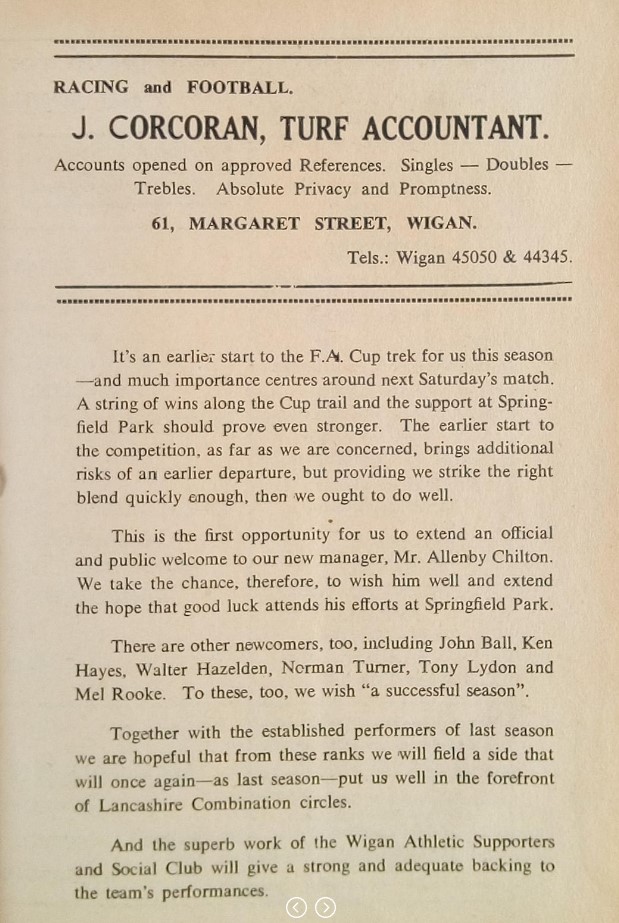 RACING and FOOTBALL.
J. CORCORAN, TURF ACCOUNTANT.
Accounts opened on approved References. Singles — Doubles —
Trebles. Absolute Privacy and Promptness.
61, MARGARET STREET, WIGAN.
Tels.: Wigan 45050 & 44345.
It's an earlier start to the F.A. Cup trek for us this season
—and much importance centres around next Saturday's match.
A string of wins along the Cup trail and the support at Spring-
field Park should prove even stronger. The earlier start to
the competition, as far as we are concerned, brings additional
risks of an earlier departure, but providing we strike the right
blend quickly enough, then we ought to do well.
This is the first opportunity for us to extend an official
and public welcome to our new manager, Mr. Allenby Chilton.
We take the chance, therefore, to wish him well and extend
the hope that good luck attends his efforts at Springfield Park.
There are other newcomers, too, including John Ball, Ken
Hayes, Walter Hazelden, Norman Turner, Tony Lydon and
Mel Rooke. To these, too, we wish “a successful season”.
Together with the established performers of last season
we are hopeful that from these ranks we will field a side that
will once again—as last season—put us well in the forefront
of Lancashire Combination circles.
And the superb work of the Wigan Athletic Supporters
and Social Club will give a strong and adequate backing to
the team's performances.